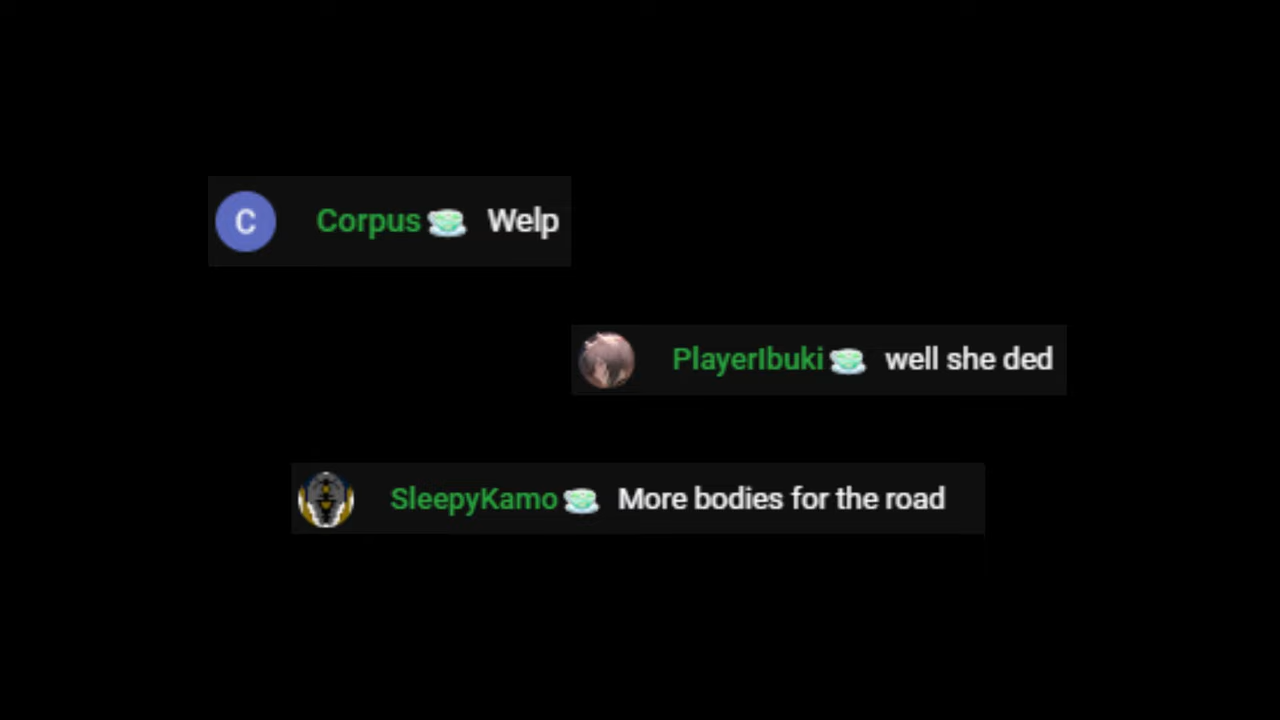 C Corpus Welp
PlayerIbuki well she ded
SleepyKamo More bodies for the road